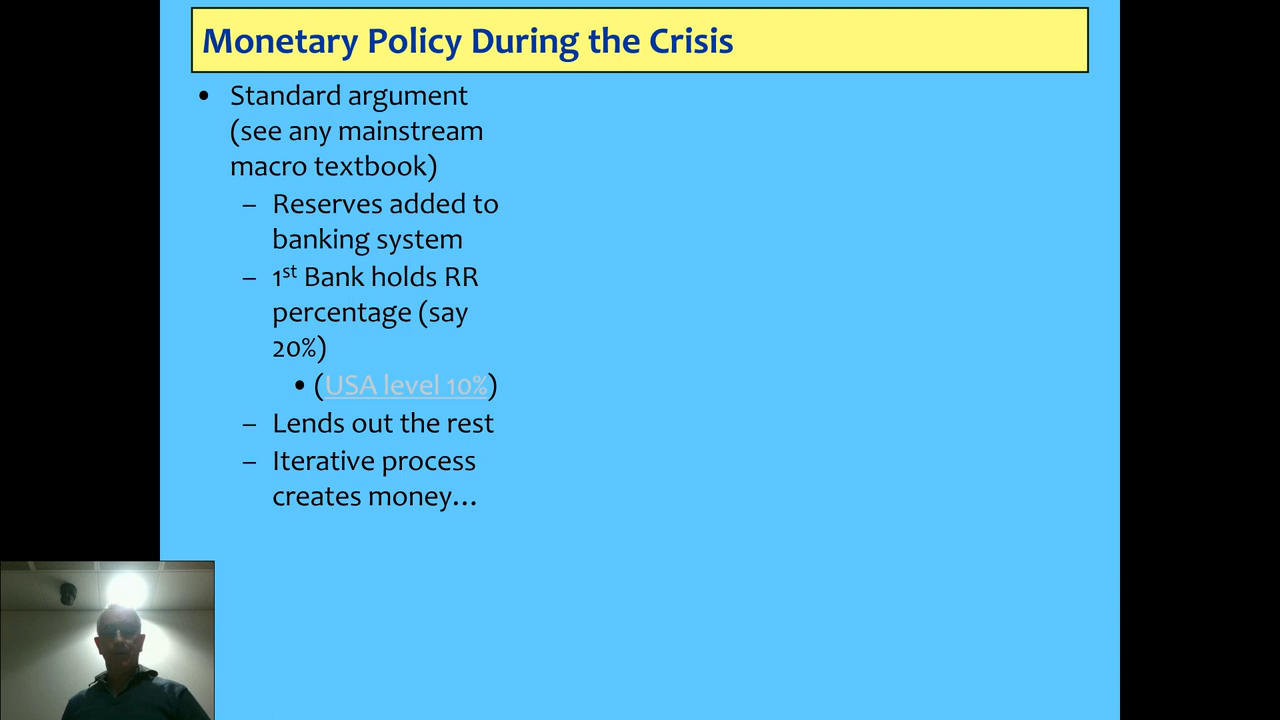 Monetary Policy During the Crisis
• Standard argument
(see any mainstream
macro textbook)
– Reserves added to
banking system
– 1st Bank holds RR
percentage (say
20%)
• (USA level 10%)
– Lends out the rest
– Iterative process
creates money…